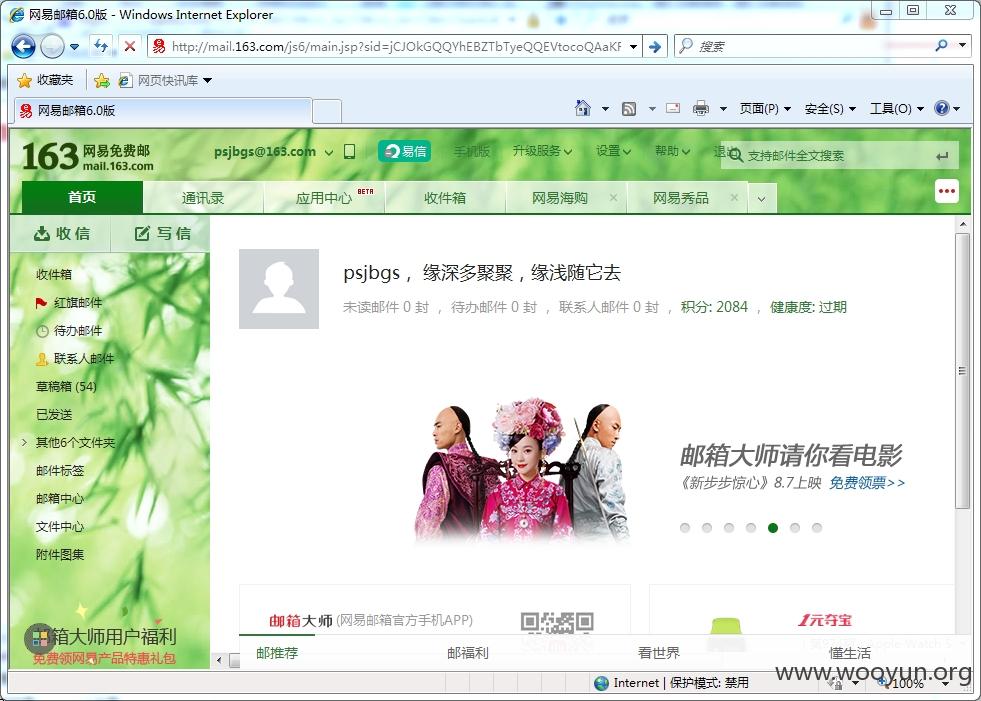 网易邮箱6.0版 - Windows Internet Explorer
http://mail.163.com/js6/main.jsp?sid=jCJOkGQQYhEBZTbTyeQQEVtocoQAaKF
搜索
收藏夹 网页快讯库
网易邮箱6.0版
页面(P) 安全(S) 工具(O)
163 网易免费邮 mail.163.com
psjbgs@163.com 易信 手机版 升级服务 设置 帮助 退出
支持邮件全文搜索
首页 通讯录 应用中心 BETA 收件箱 网易海购 × 网易秀品 ×
收信 写信
收件箱
红旗邮件
待办邮件
联系人邮件
草稿箱 (54)
已发送
其他6个文件夹
邮件标签
邮箱中心
文件中心
附件图集
邮箱大师用户福利
免费领网易产品特惠礼包
psjbgs， 缘深多聚聚，缘浅随它去
未读邮件 0 封 ， 待办邮件 0 封 ， 联系人邮件 0 封 ， 积分: 2084 ， 健康度: 过期
邮箱大师请你看电影
《新步步惊心》8.7上映 免费领票>>
邮箱大师 (网易邮箱官方手机APP)
1元夺宝
邮推荐 邮福利 看世界 懂生活
Internet | 保护模式: 禁用
100%
www.wooyun.org